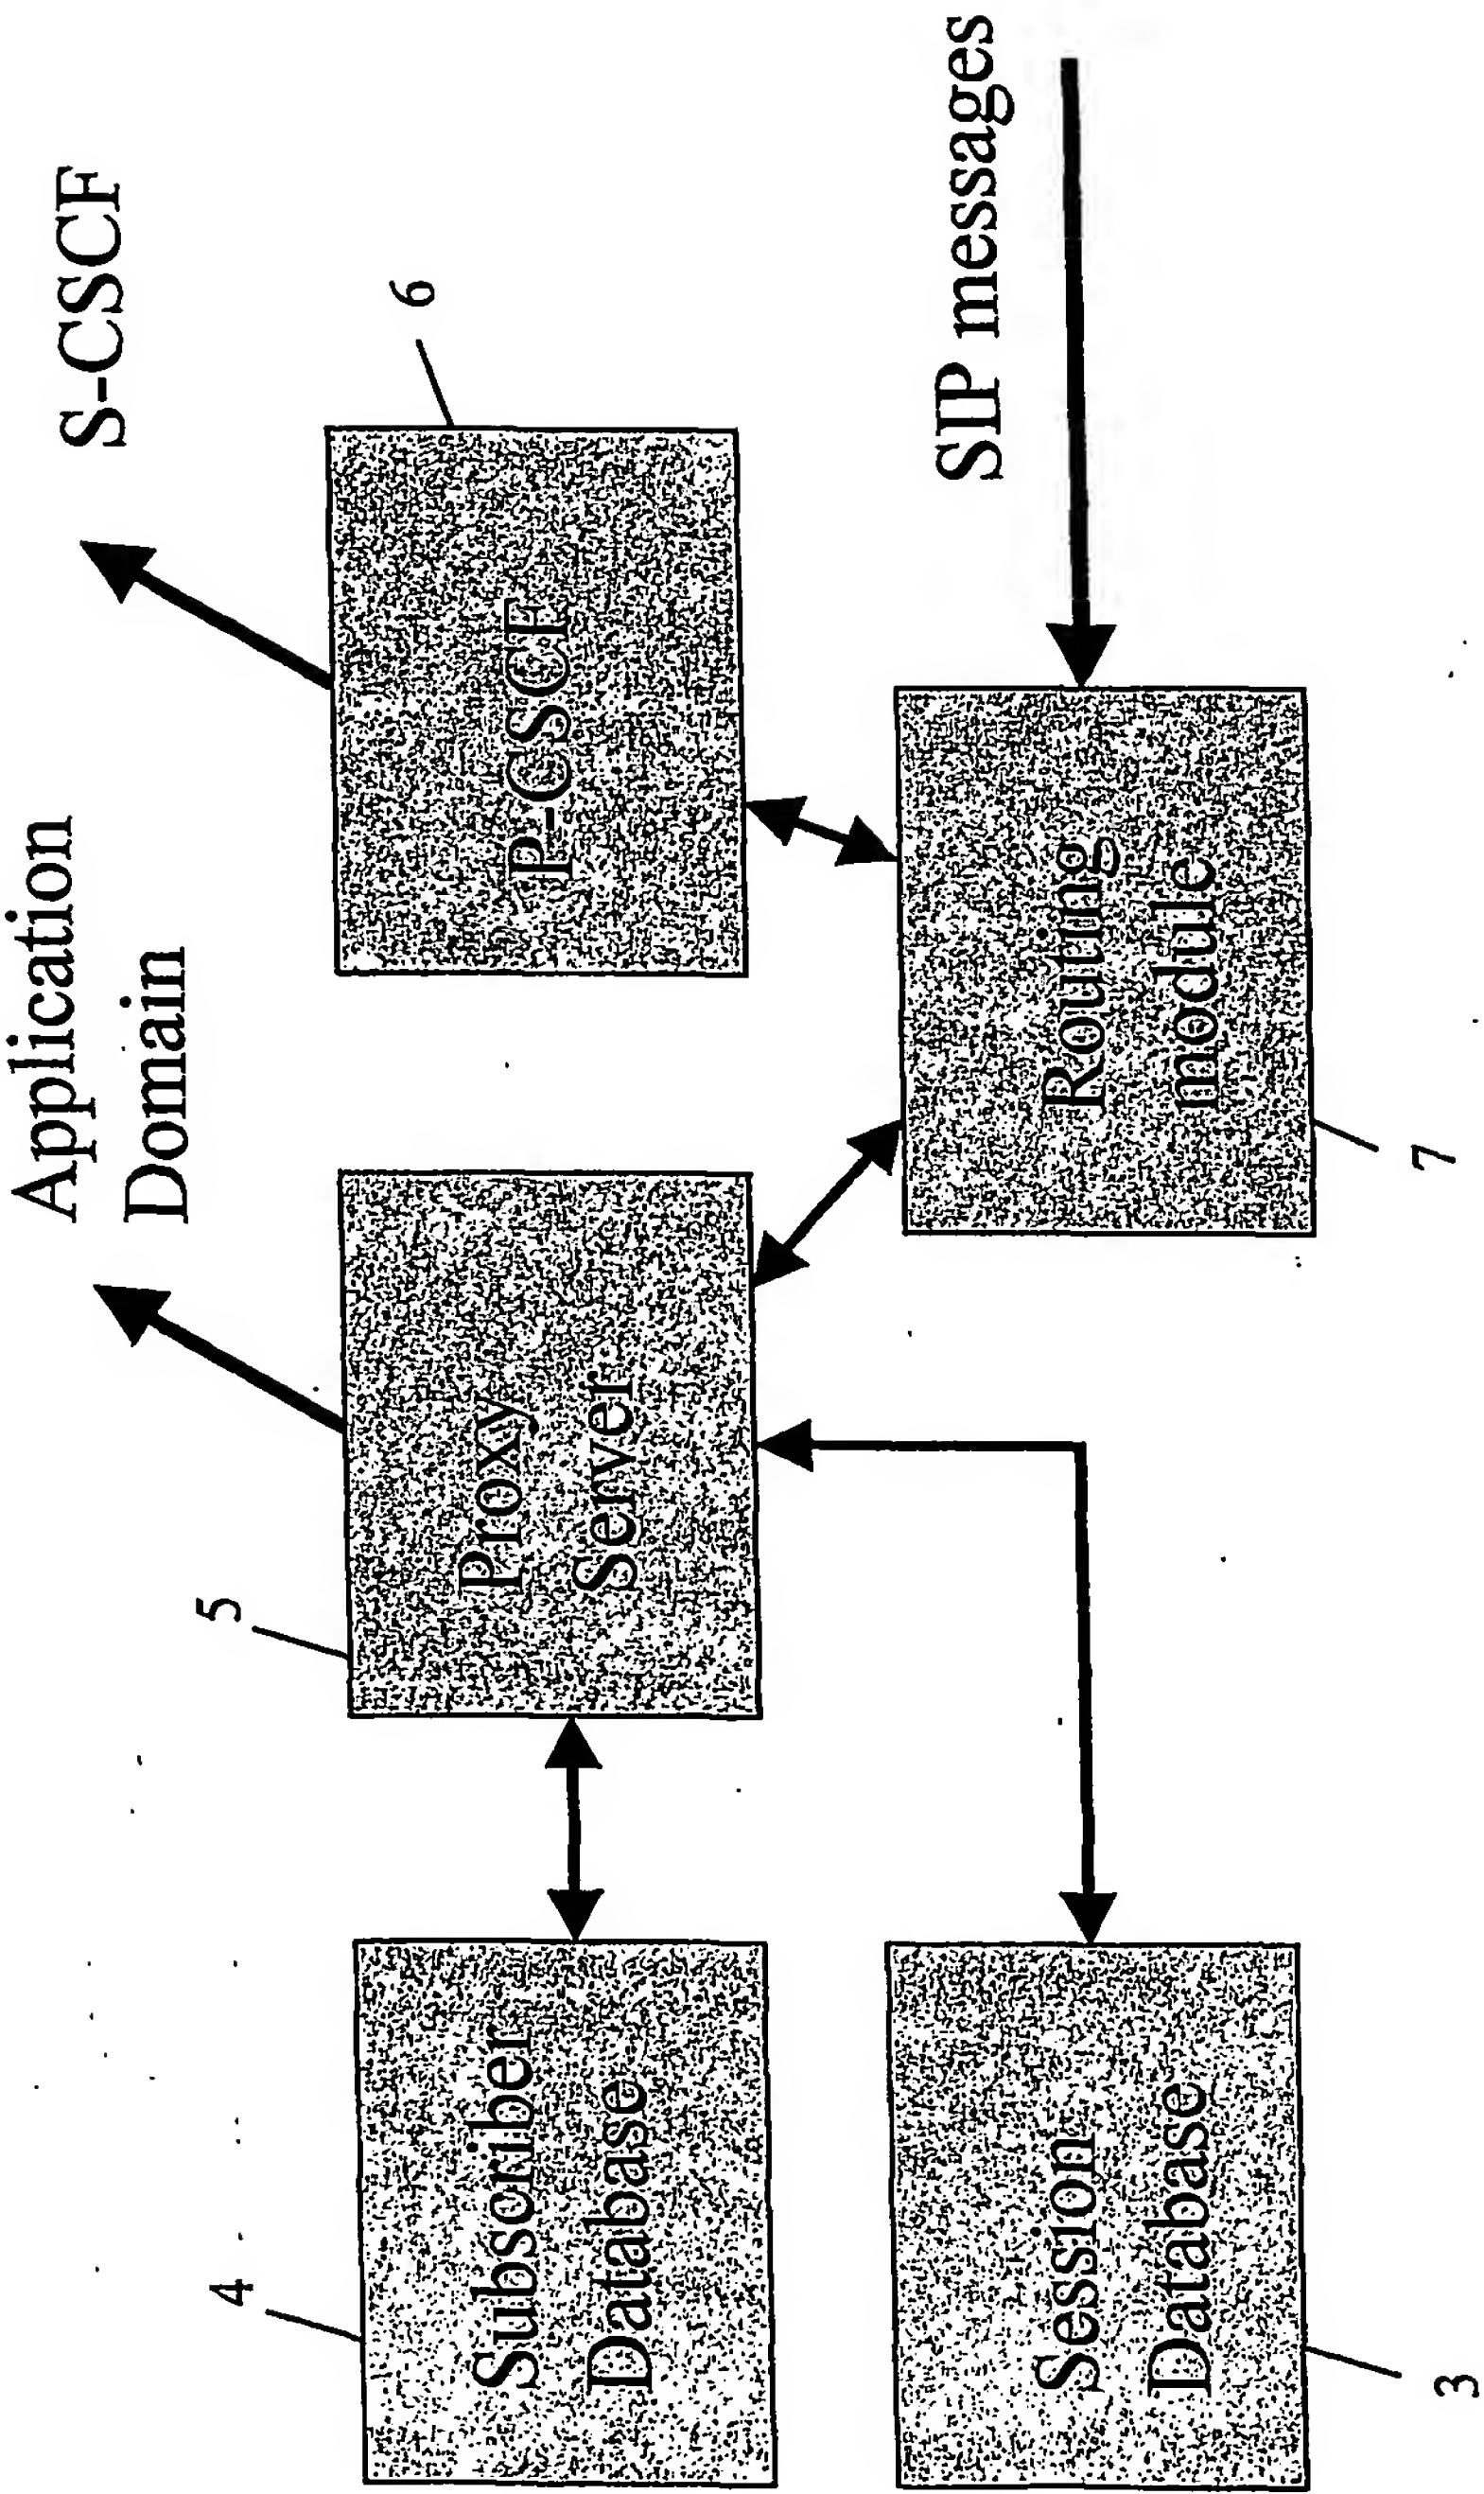 Application
Domain
S-CSCF
4
5
6
Subscriber
Database
Proxy
Server
P-CSCF
SIP messages
Session
Database
Routing
module
3
7